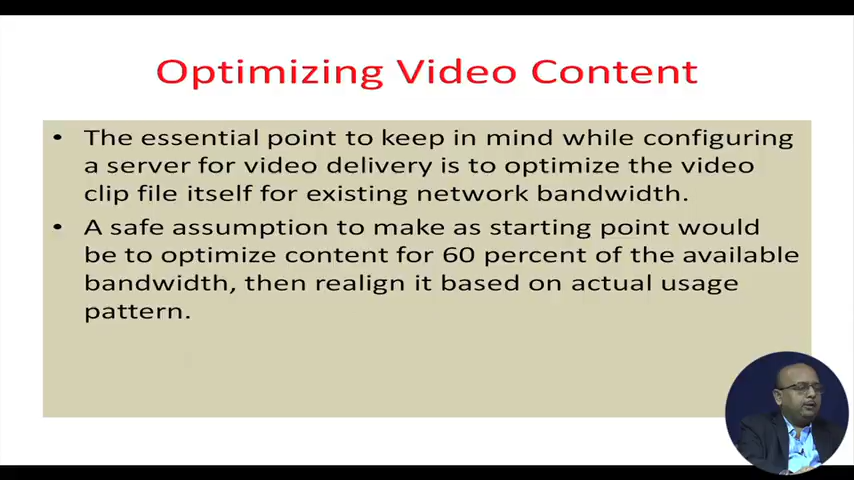 Optimizing Video Content
• The essential point to keep in mind while configuring
a server for video delivery is to optimize the video
clip file itself for existing network bandwidth.
• A safe assumption to make as starting point would
be to optimize content for 60 percent of the available
bandwidth, then realign it based on actual usage
pattern.